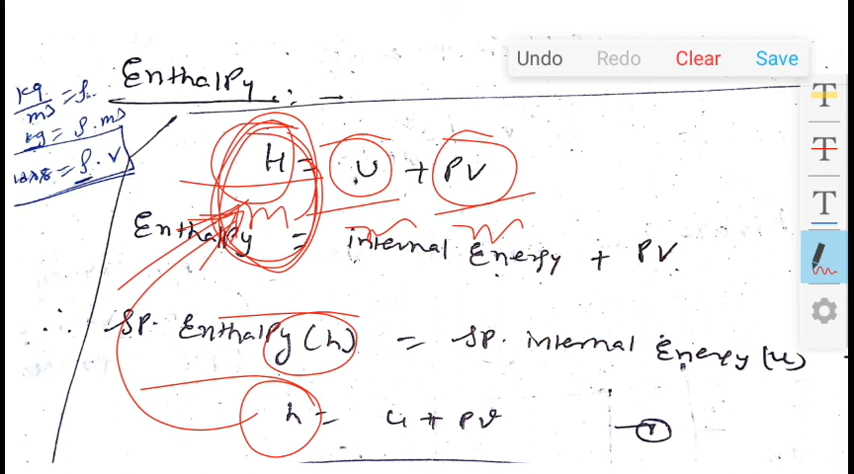 Undo Redo Clear Save
Enthalpy : -
kg/m3 = ρ.
kg = ρ.m3
mass = ρ.V
H = U + PV
Enthalpy = internal Energy + PV
∴ SP. Enthalpy (h) = SP. internal Energy (u)
h = u + pv